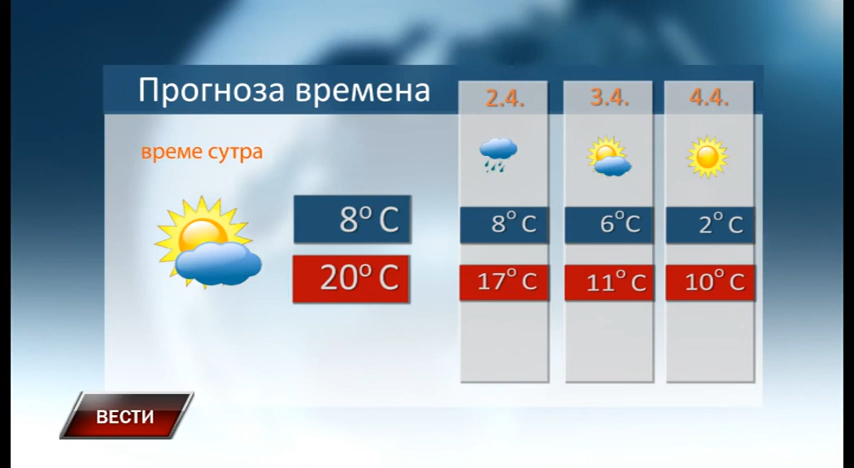 Прогноза времена
време сутра
8° C
20° C
2.4.
8° C
17° C
3.4.
6°C
11° C
4.4.
2° C
10° C
ВЕСТИ